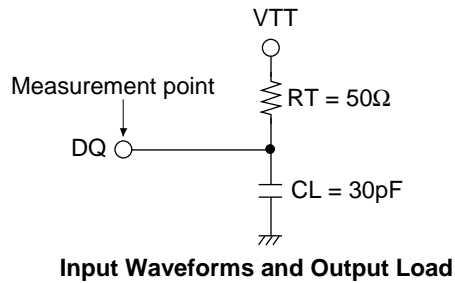 VTT
Measurement point
RT = 50Ω
DQ
CL = 30pF
Input Waveforms and Output Load